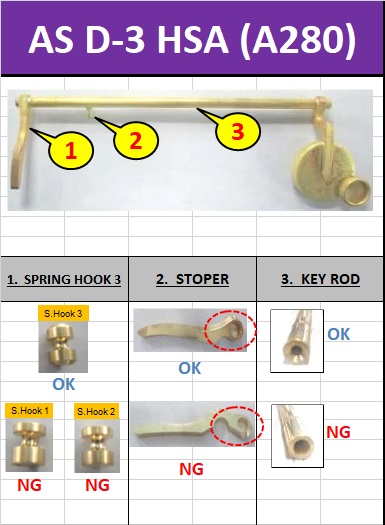 AS D-3 HSA (A280)
1
2
3
1. SPRING HOOK 3
2. STOPER
3. KEY ROD
S.Hook 3
OK
OK
OK
S.Hook 1
S.Hook 2
NG
NG
NG
NG